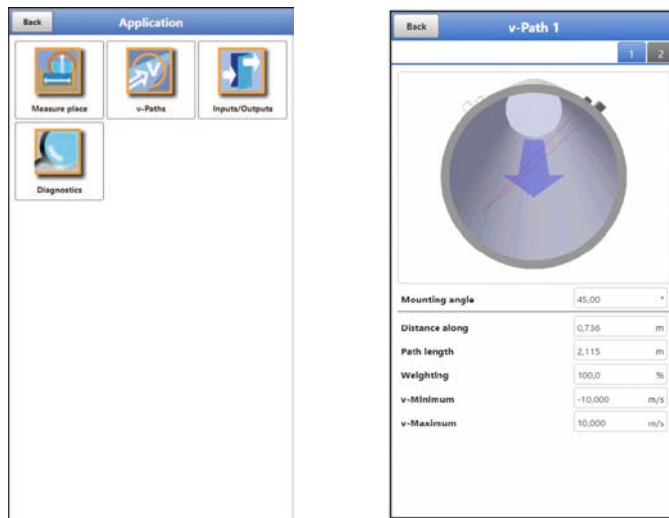 Back
Application
Measure place
v-Paths
Inputs/Outputs
Diagnostics
Back
v-Path 1
1
2
Mounting angle 45,00 °
Distance along 0,736 m
Path length 2,115 m
Weighting 100,0 %
v-Minimum -10,000 m/s
v-Maximum 10,000 m/s